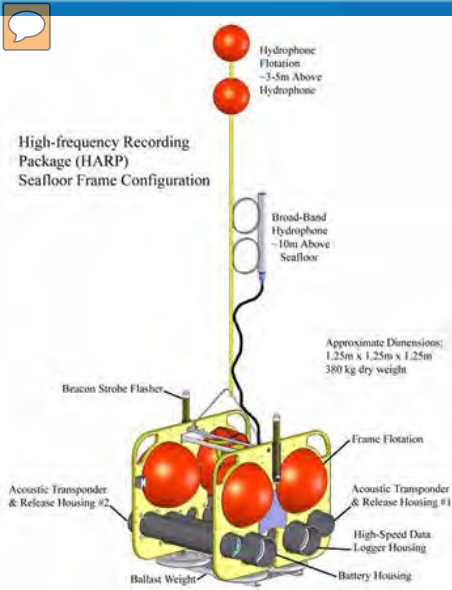 Hydrophone
Flotation
~3-5m Above
Hydrophone
High-frequency Recording
Package (HARP)
Seafloor Frame Configuration
Broad-Band
Hydrophone
~10m Above
Seafloor
Approximate Dimensions:
1.25m x 1.25m x 1.25m
380 kg dry weight
Beacon Strobe Flasher
Frame Flotation
Acoustic Transponder
& Release Housing #2
Acoustic Transponder
& Release Housing #1
High-Speed Data
Logger Housing
Battery Housing
Ballast Weight